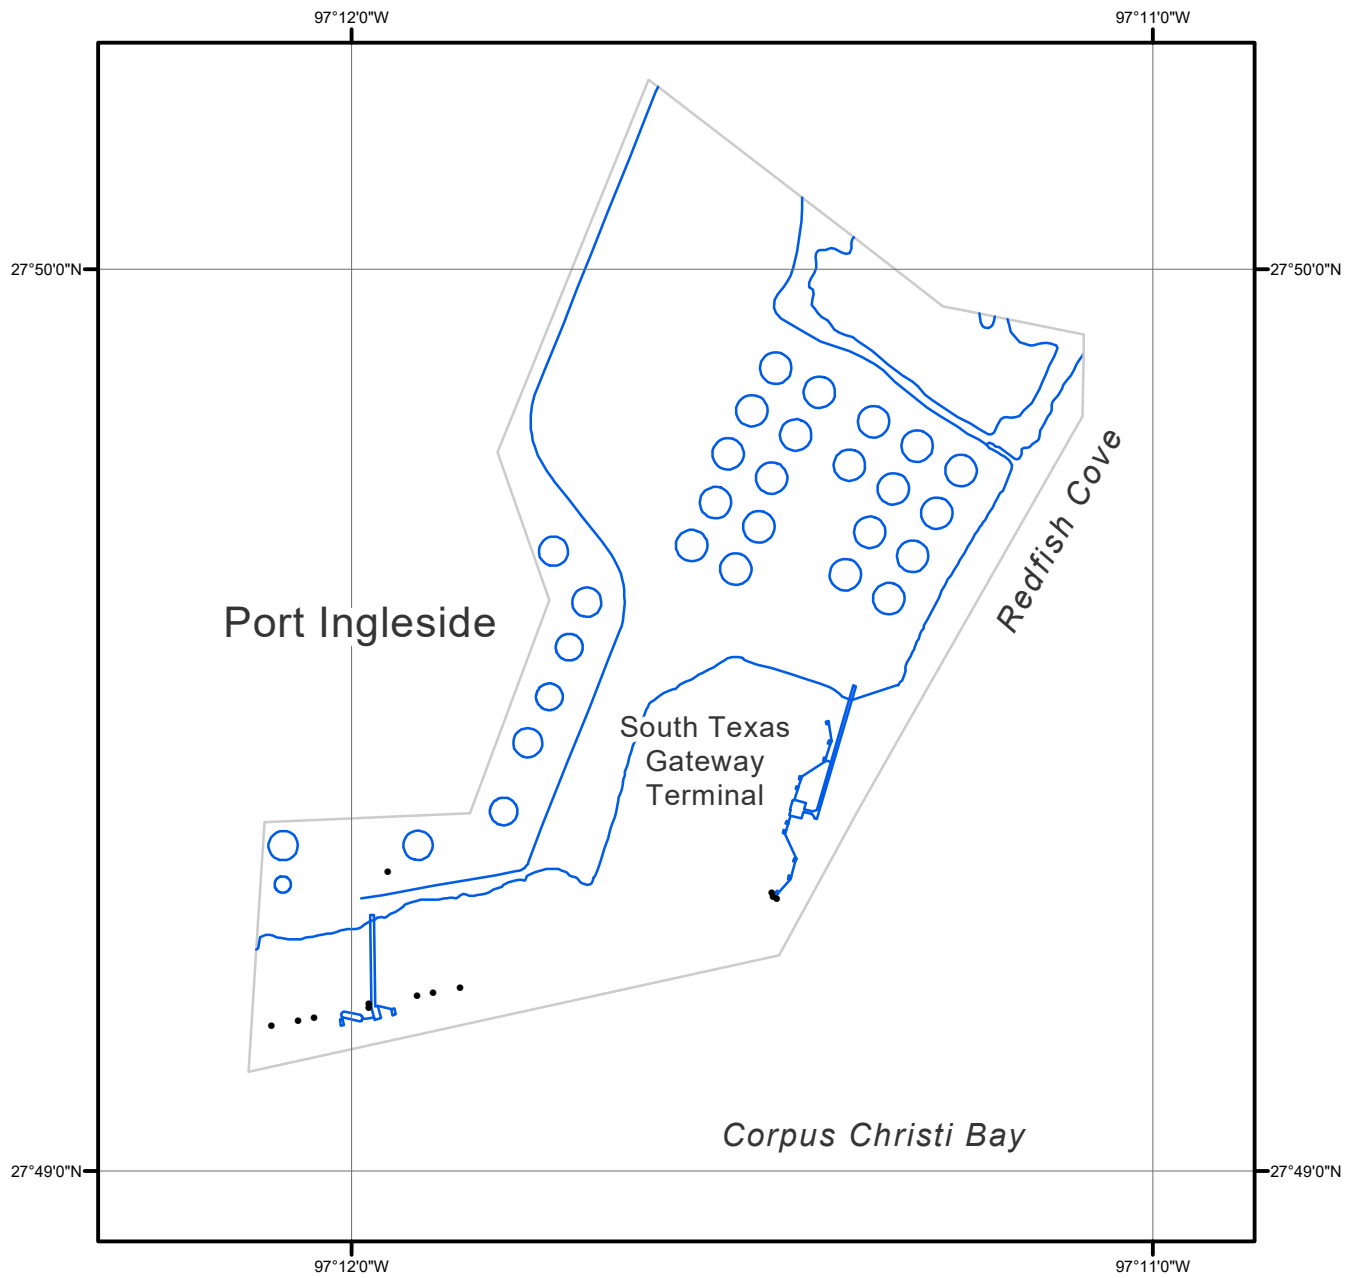 97°12'0"W
97°11'0"W
27°50'0"N
27°50'0"N
Redfish Cove
Port Ingleside
South Texas
Gateway
Terminal
Corpus Christi Bay
27°49'0"N
27°49'0"N
97°12'0"W
97°11'0"W